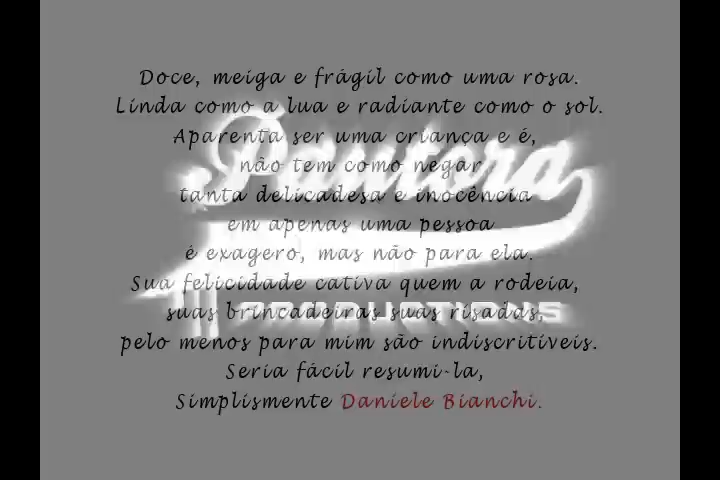 Doce, meiga e frágil como uma rosa.
Linda como a lua e radiante como o sol.
Aparenta ser uma criança e é,
não tem como negar
tanta delicadesa e inocência
em apenas uma pessoa
é exagero, mas não para ela.
Sua felicidade cativa quem a rodeia,
suas brincadeiras suas risadas,
pelo menos para mim são indiscritíveis.
Seria fácil resumi-la,
Simplismente Daniele Bianchi.
Pantera
PRODUCTIONS